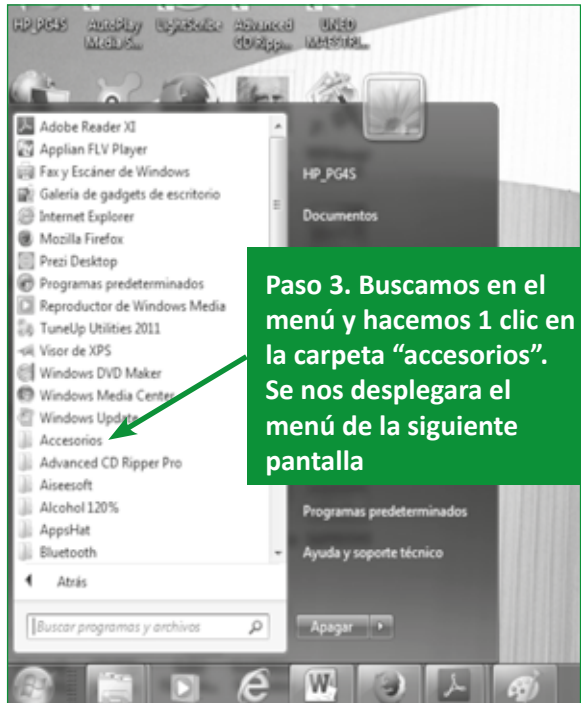 HP_PG4S
AutoPlay
Media S...
Advanced
CD Ripp...
UNED
MAESTRI...
Adobe Reader XI
Applian FLV Player
Fax y Escáner de Windows
Galería de gadgets de escritorio
Internet Explorer
Mozilla Firefox
Prezi Desktop
Programas predeterminados
Reproductor de Windows Media
TuneUp Utilities 2011
Visor de XPS
Windows DVD Maker
Windows Media Center
Windows Update
Accesorios
Advanced CD Ripper Pro
Aiseesoft
Alcohol 120%
AppsHat
Bluetooth
Atrás
Buscar programas y archivos
HP_PG4S
Documentos
Paso 3. Buscamos en el
menú y hacemos 1 clic en
la carpeta “accesorios”.
Se nos desplegara el
menú de la siguiente
pantalla
Programas predeterminados
Ayuda y soporte técnico
Apagar